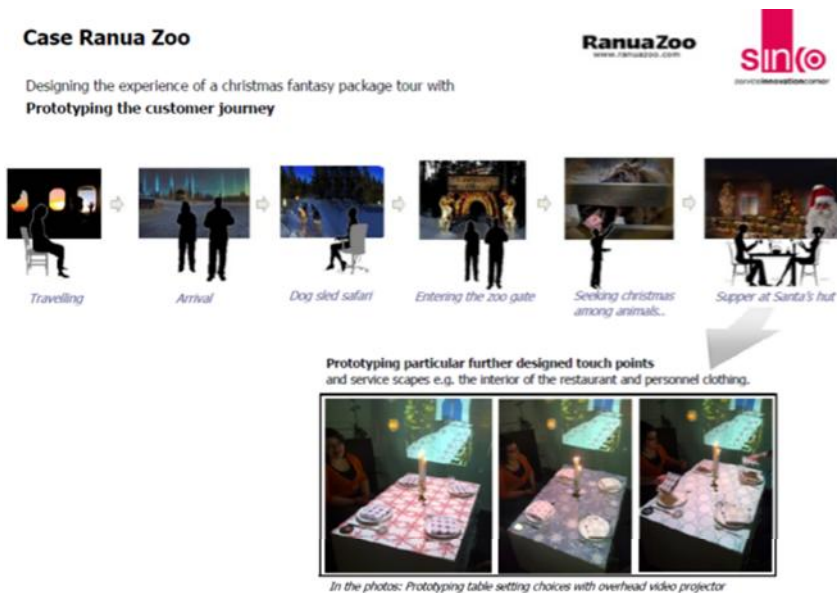 Case Ranua Zoo
RanuaZoo
www.ranuazoo.com
sin(o
serviceinnovationcorner
Designing the experience of a christmas fantasy package tour with
Prototyping the customer journey
Travelling
Arrival
Dog sled safari
Entering the zoo gate
Seeking christmas
among animals..
Supper at Santa's hut
Prototyping particular further designed touch points
and service scapes e.g. the interior of the restaurant and personnel clothing.
In the photos: Prototyping table setting choices with overhead video projector